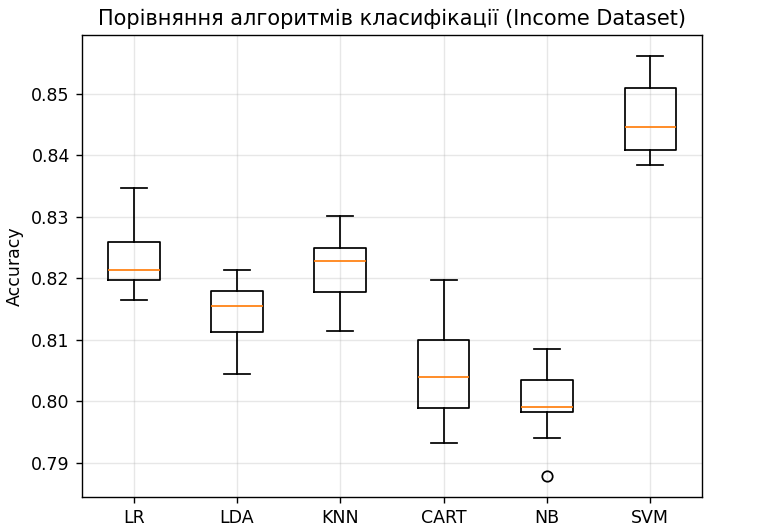 Порівняння алгоритмів класифікації (Income Dataset)
Accuracy
0.85
0.84
0.83
0.82
0.81
0.80
0.79
LR LDA KNN CART NB SVM